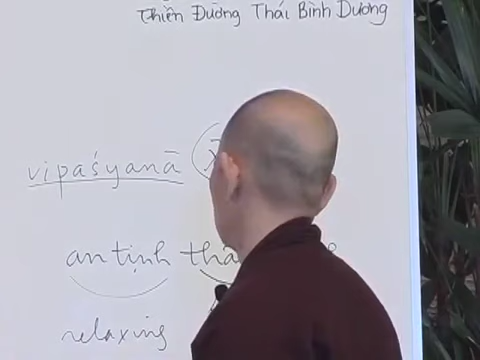 Thiền Đường Thái Bình Dương
vipaśyanā
an tịnh
relaxing